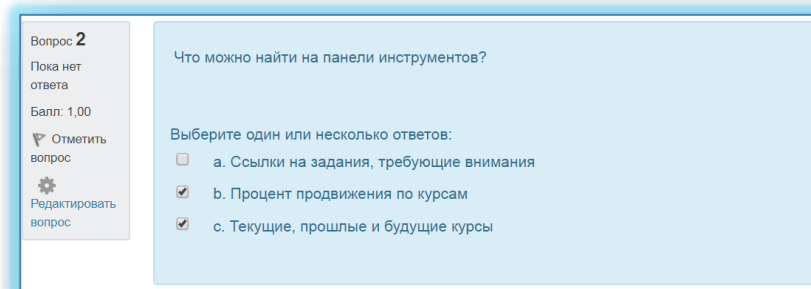 Вопрос 2
Пока нет
ответа
Балл: 1,00
Отметить
вопрос
Редактировать
вопрос
Что можно найти на панели инструментов?
Выберите один или несколько ответов:
a. Ссылки на задания, требующие внимания
b. Процент продвижения по курсам
c. Текущие, прошлые и будущие курсы